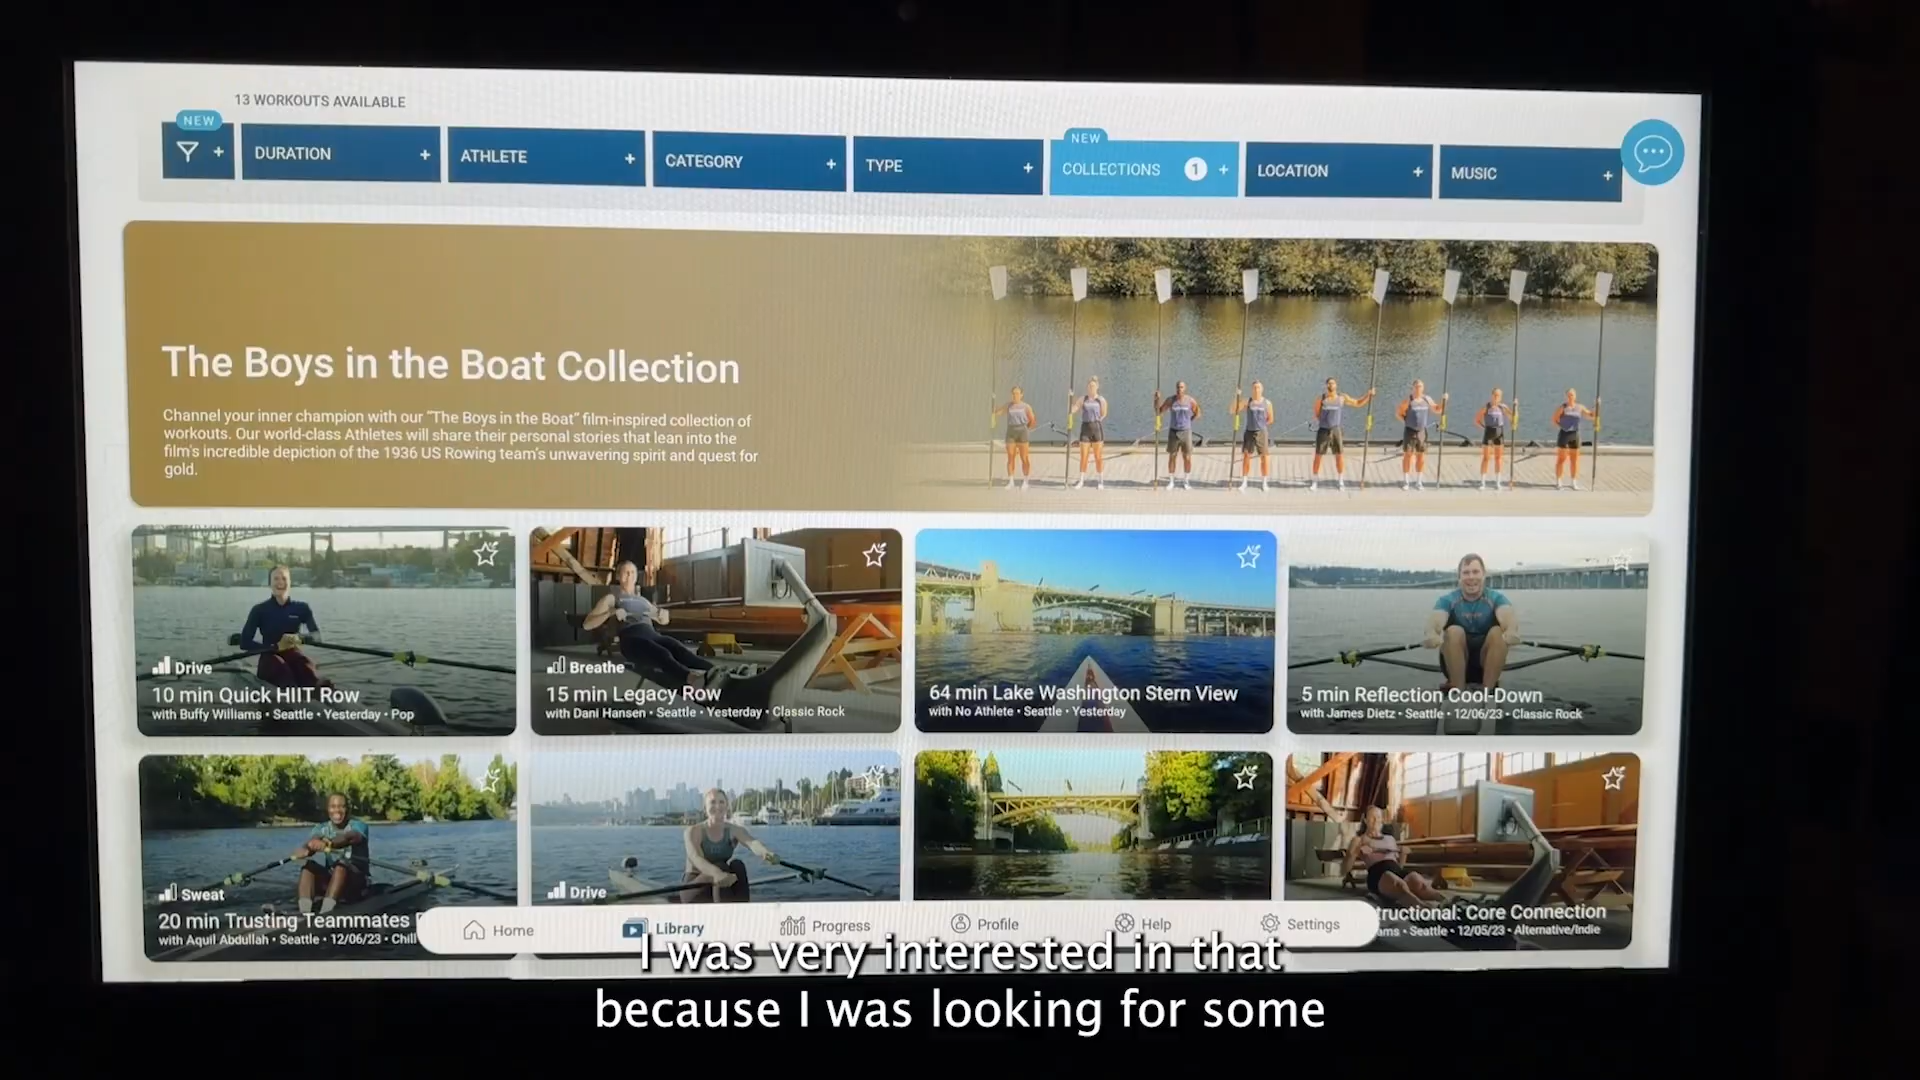 13 WORKOUTS AVAILABLE
NEW
NEW
DURATION +
ATHLETE +
CATEGORY +
TYPE +
COLLECTIONS 1 +
LOCATION +
MUSIC +
The Boys in the Boat Collection
Channel your inner champion with our "The Boys in the Boat" film-inspired collection of
workouts. Our world-class Athletes will share their personal stories that lean into the
film's incredible depiction of the 1936 US Rowing team's unwavering spirit and quest for
gold.
Drive
10 min Quick HIIT Row
with Buffy Williams • Seattle • Yesterday • Pop
Breathe
15 min Legacy Row
with Dani Hansen • Seattle • Yesterday • Classic Rock
64 min Lake Washington Stern View
with No Athlete • Seattle • Yesterday
5 min Reflection Cool-Down
with James Dietz • Seattle • 12/06/23 • Classic Rock
Sweat
20 min Trusting Teammates
with Aquil Abdullah • Seattle • 12/06/23 • Chill
Drive
tructional: Core Connection
ams • Seattle • 12/05/23 • Alternative/Indie
Home
Library
Progress
Profile
Help
Settings
I was very interested in that
because I was looking for some